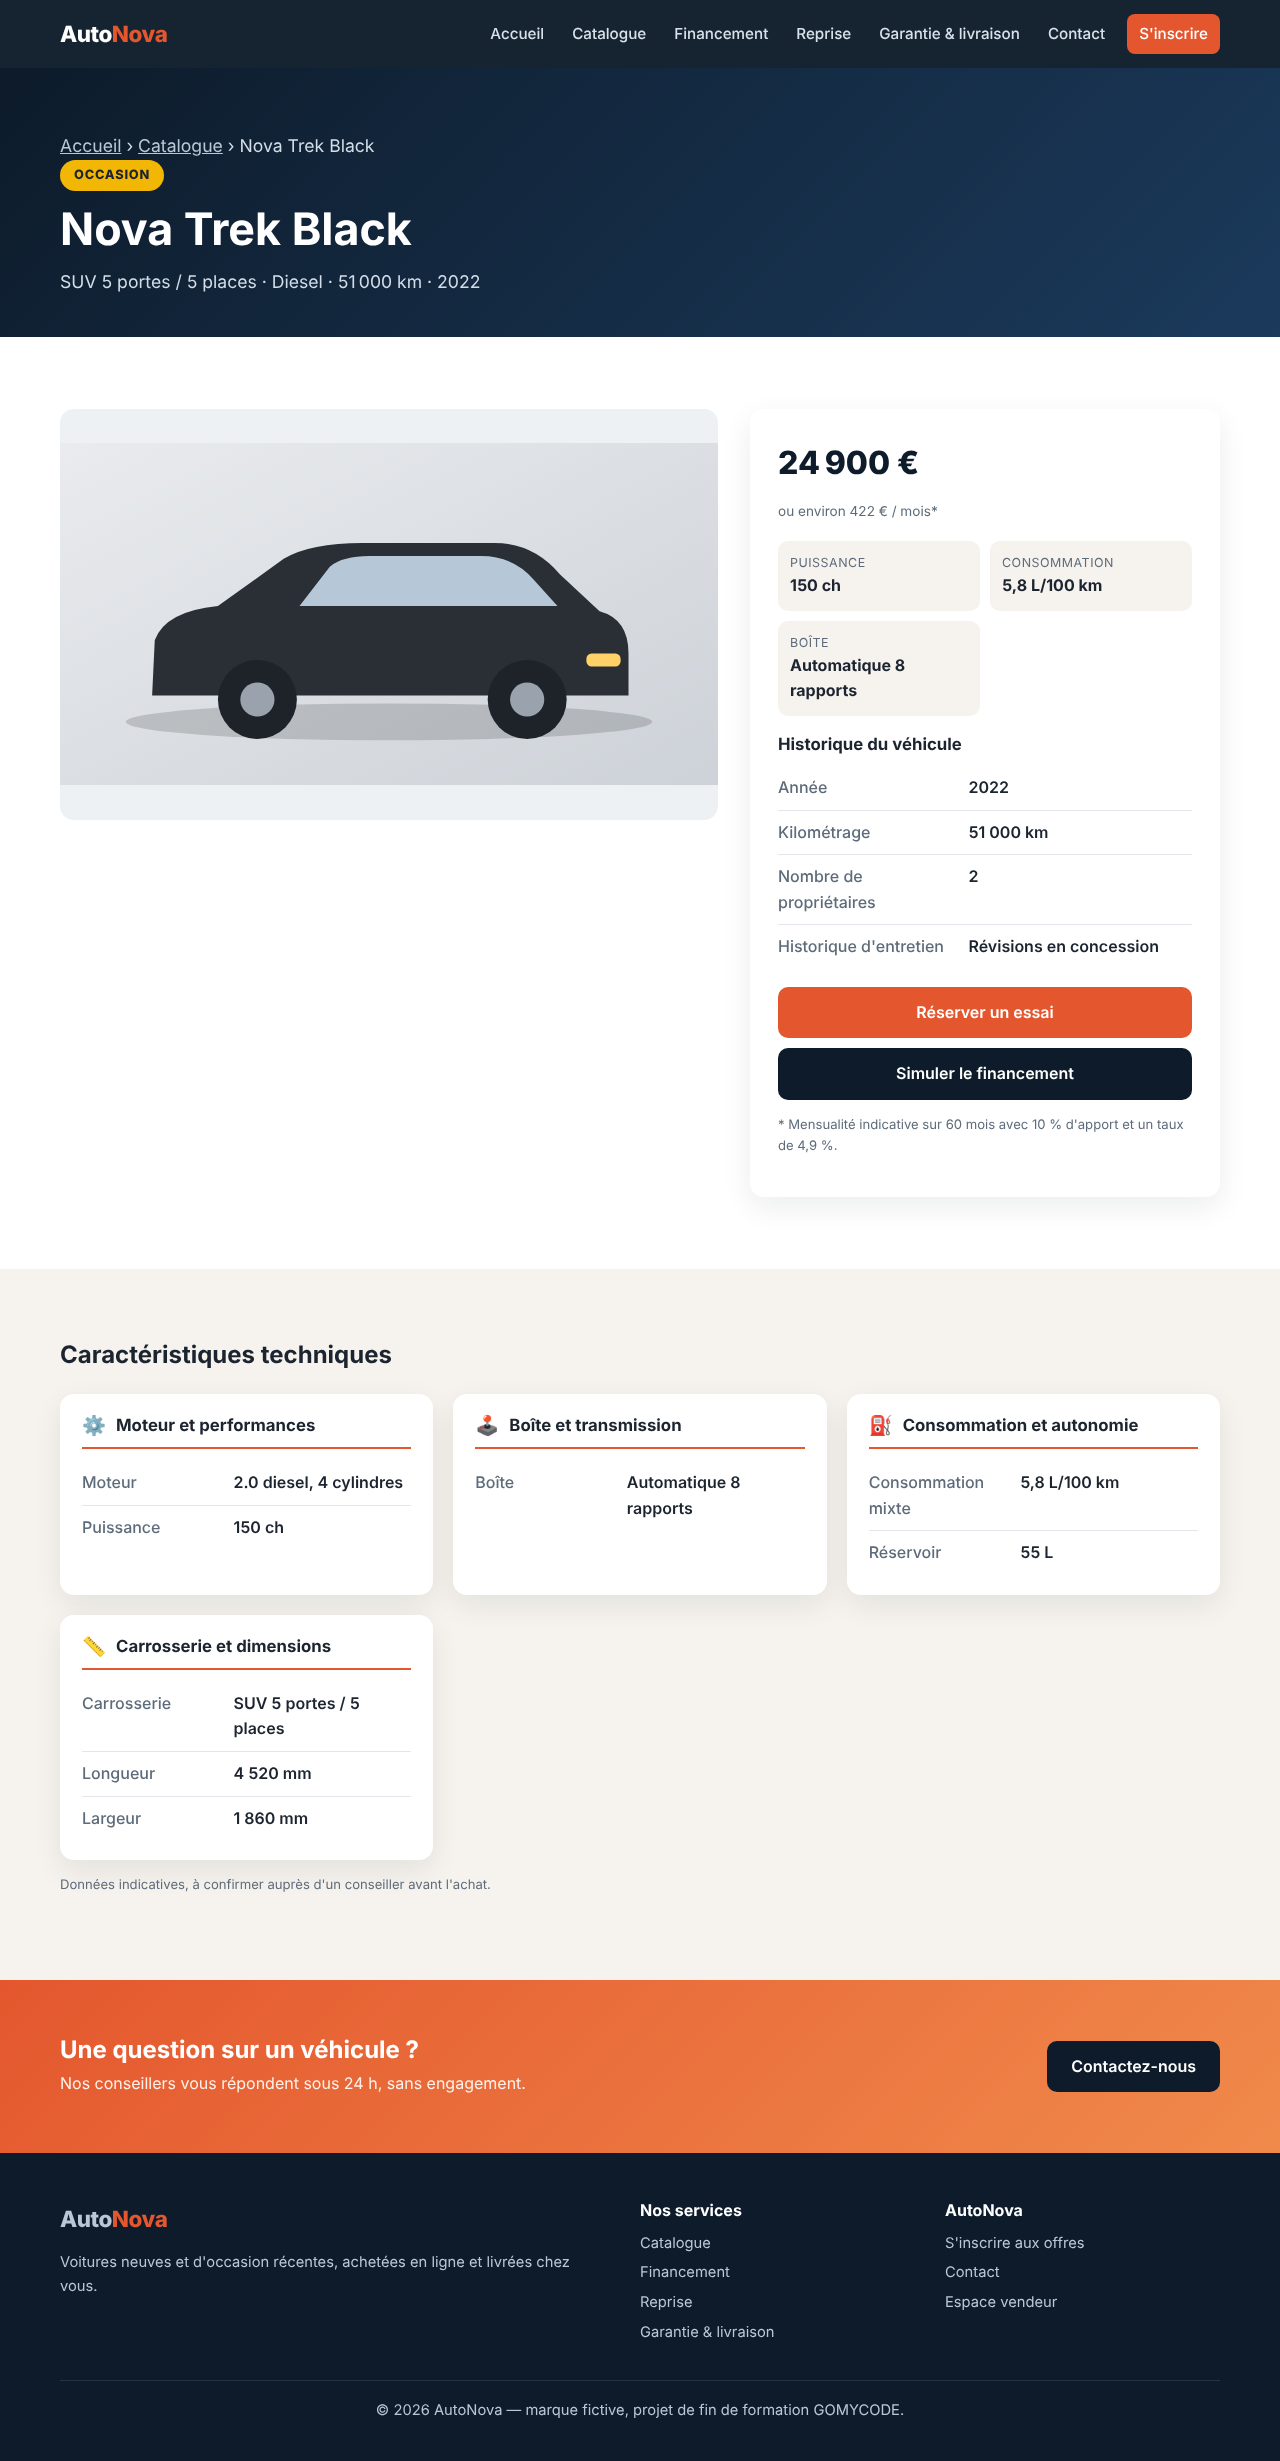 AutoNova
Accueil Catalogue Financement Reprise Garantie & livraison Contact S'inscrire
Accueil › Catalogue › Nova Trek Black
OCCASION
Nova Trek Black
SUV 5 portes / 5 places · Diesel · 51 000 km · 2022
24 900 €
ou environ 422 € / mois*
PUISSANCE
150 ch
CONSOMMATION
5,8 L/100 km
BOÎTE
Automatique 8
rapports
Historique du véhicule
Année 2022
Kilométrage 51 000 km
Nombre de 2
propriétaires
Historique d'entretien Révisions en concession
Réserver un essai
Simuler le financement
* Mensualité indicative sur 60 mois avec 10 % d'apport et un taux
de 4,9 %.
Caractéristiques techniques
Moteur et performances
Moteur 2.0 diesel, 4 cylindres
Puissance 150 ch
Boîte et transmission
Boîte Automatique 8
rapports
Consommation et autonomie
Consommation 5,8 L/100 km
mixte
Réservoir 55 L
Carrosserie et dimensions
Carrosserie SUV 5 portes / 5
places
Longueur 4 520 mm
Largeur 1 860 mm
Données indicatives, à confirmer auprès d'un conseiller avant l'achat.
Une question sur un véhicule ?
Nos conseillers vous répondent sous 24 h, sans engagement.
Contactez-nous
AutoNova
Voitures neuves et d'occasion récentes, achetées en ligne et livrées chez
vous.
Nos services
Catalogue
Financement
Reprise
Garantie & livraison
AutoNova
S'inscrire aux offres
Contact
Espace vendeur
© 2026 AutoNova — marque fictive, projet de fin de formation GOMYCODE.